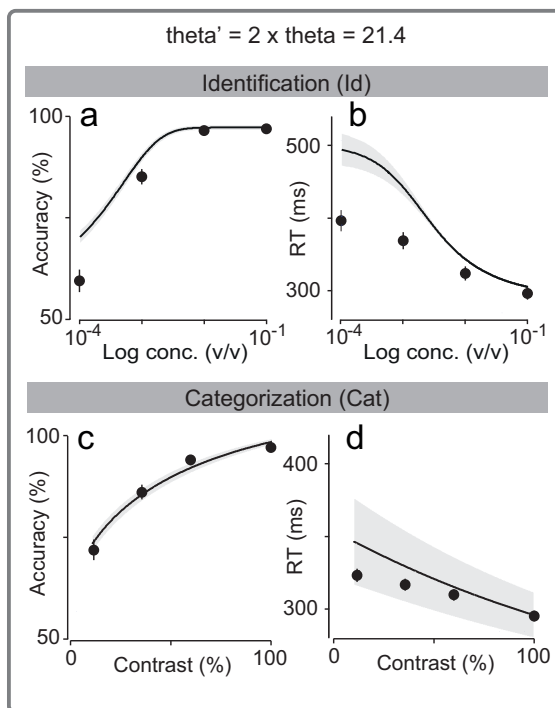 theta’ = 2 x theta = 21.4
Identification (Id)
a
b
100
50
Accuracy (%)
10-4
10-1
Log conc. (v/v)
500
300
RT (ms)
10-4
10-1
Log conc. (v/v)
Categorization (Cat)
c
d
100
50
Accuracy (%)
0
100
Contrast (%)
400
300
RT (ms)
0
100
Contrast (%)